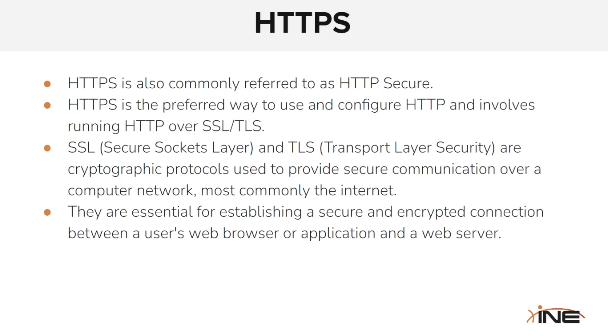 HTTPS
● HTTPS is also commonly referred to as HTTP Secure.
● HTTPS is the preferred way to use and configure HTTP and involves
running HTTP over SSL/TLS.
● SSL (Secure Sockets Layer) and TLS (Transport Layer Security) are
cryptographic protocols used to provide secure communication over a
computer network, most commonly the internet.
● They are essential for establishing a secure and encrypted connection
between a user's web browser or application and a web server.
INE